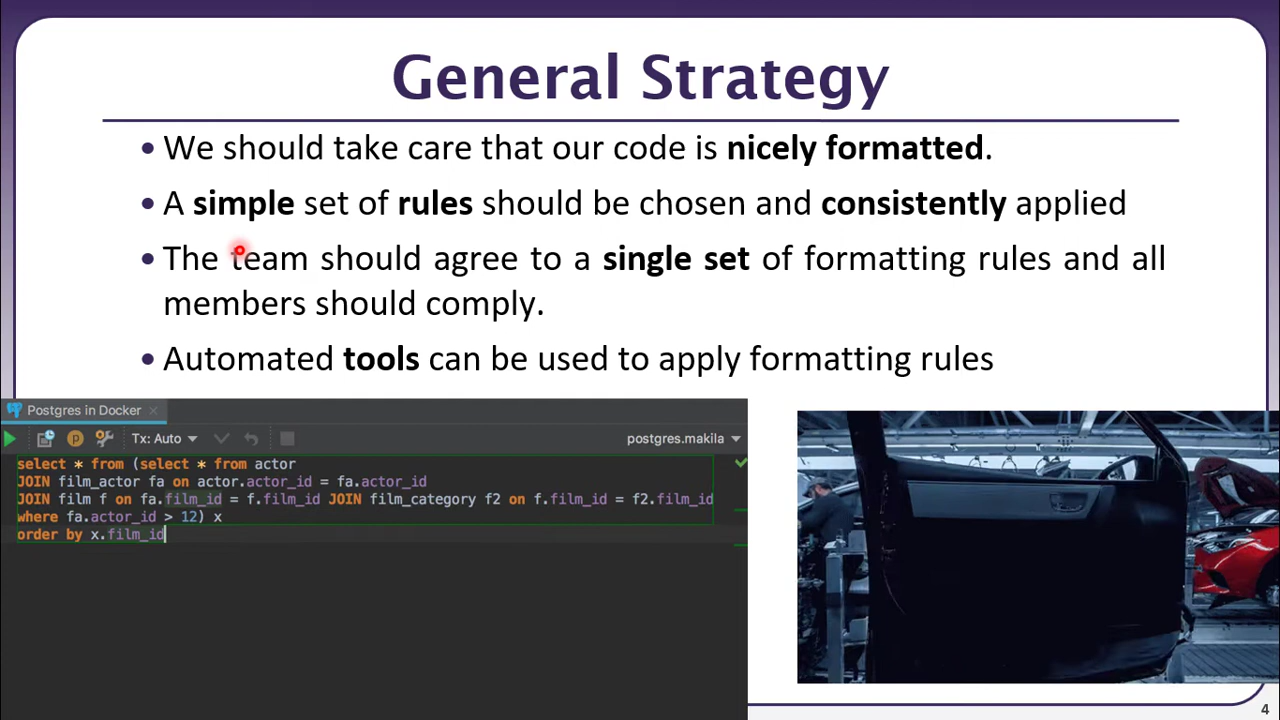 General Strategy
• We should take care that our code is nicely formatted.
• A simple set of rules should be chosen and consistently applied
• The team should agree to a single set of formatting rules and all
members should comply.
• Automated tools can be used to apply formatting rules
Postgres in Docker
Tx: Auto
postgres.makila
select * from (select * from actor
JOIN film_actor fa on actor.actor_id = fa.actor_id
JOIN film f on fa.film_id = f.film_id JOIN film_category f2 on f.film_id = f2.film_id
where fa.actor_id > 12) x
order by x.film_id
4